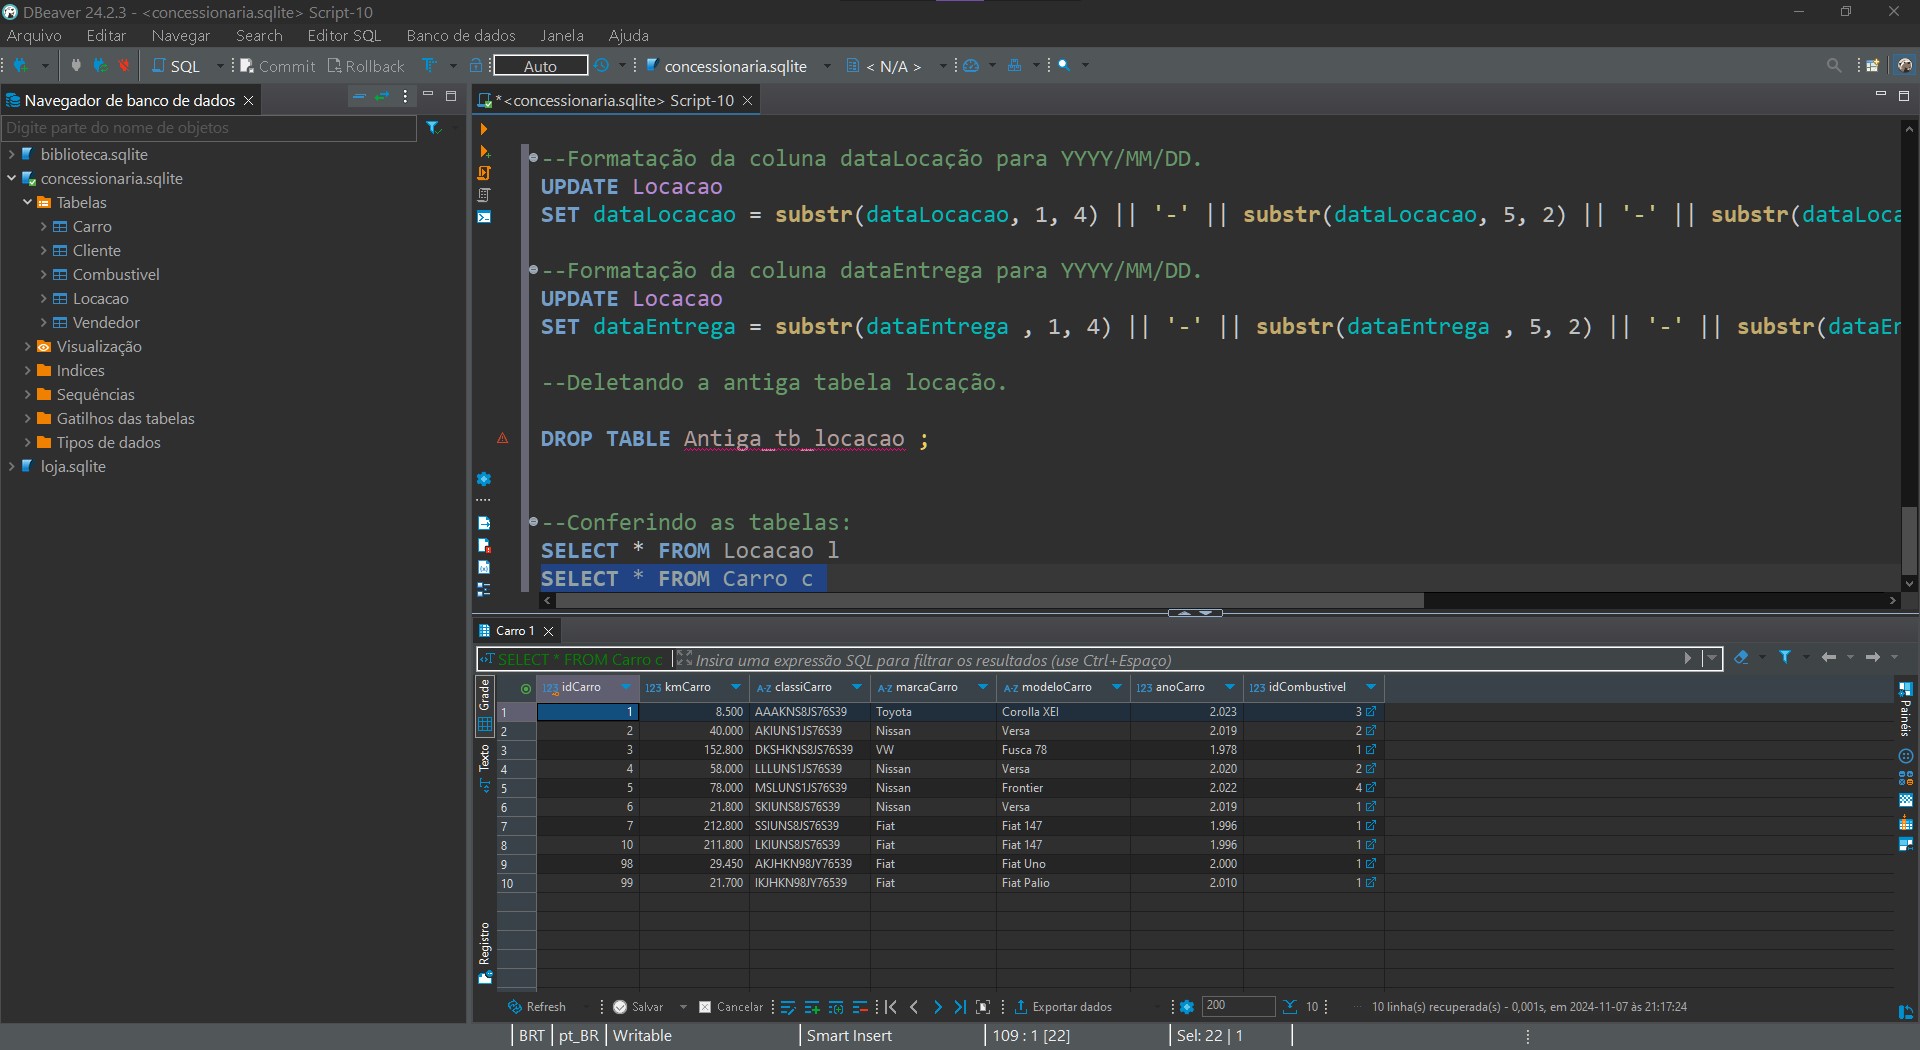 DBeaver 24.2.3 - <concessionaria.sqlite> Script-10
Arquivo Editar Navegar Search Editor SQL Banco de dados Janela Ajuda
SQL Commit Rollback Auto concessionaria.sqlite < N/A >
Navegador de banco de dados
Digite parte do nome de objetos
biblioteca.sqlite
concessionaria.sqlite
Tabelas
Carro
Cliente
Combustivel
Locacao
Vendedor
Visualização
Indices
Sequências
Gatilhos das tabelas
Tipos de dados
loja.sqlite
*<concessionaria.sqlite> Script-10
--Formatação da coluna dataLocação para YYYY/MM/DD.
UPDATE Locacao
SET dataLocacao = substr(dataLocacao, 1, 4) || '-' || substr(dataLocacao, 5, 2) || '-' || substr(dataLoca
--Formatação da coluna dataEntrega para YYYY/MM/DD.
UPDATE Locacao
SET dataEntrega = substr(dataEntrega , 1, 4) || '-' || substr(dataEntrega , 5, 2) || '-' || substr(dataEr
--Deletando a antiga tabela locação.
DROP TABLE Antiga_tb_locacao ;
--Conferindo as tabelas:
SELECT * FROM Locacao l
SELECT * FROM Carro c
Carro 1
SELECT * FROM Carro c Insira uma expressão SQL para filtrar os resultados (use Ctrl+Espaço)
Grade
Texto
Registro
Painéis
123 idCarro 123 kmCarro A-Z classiCarro A-Z marcaCarro A-Z modeloCarro 123 anoCarro 123 idCombustivel
1 1 8.500 AAAKNS8JS76S39 Toyota Corolla XEI 2.023 3
2 2 40.000 AKIUNS1JS76S39 Nissan Versa 2.019 2
3 3 152.800 DKSHKNS8JS76S39 VW Fusca 78 1.978 1
4 4 58.000 LLLUNS1JS76S39 Nissan Versa 2.020 2
5 5 78.000 MSLUNS1JS76S39 Nissan Frontier 2.022 4
6 6 21.800 SKIUNS8JS76S39 Nissan Versa 2.019 1
7 7 212.800 SSIUNS8JS76S39 Fiat Fiat 147 1.996 1
8 10 211.800 LKIUNS8JS76S39 Fiat Fiat 147 1.996 1
9 98 29.450 AKJHKN98JY76539 Fiat Fiat Uno 2.000 1
10 99 21.700 IKJHKN98JY76539 Fiat Fiat Palio 2.010 1
Refresh Salvar Cancelar Exportar dados 200 10 10 linha(s) recuperada(s) - 0,001s, em 2024-11-07 às 21:17:24
BRT pt_BR Writable Smart Insert 109 : 1 [22] Sel: 22 | 1